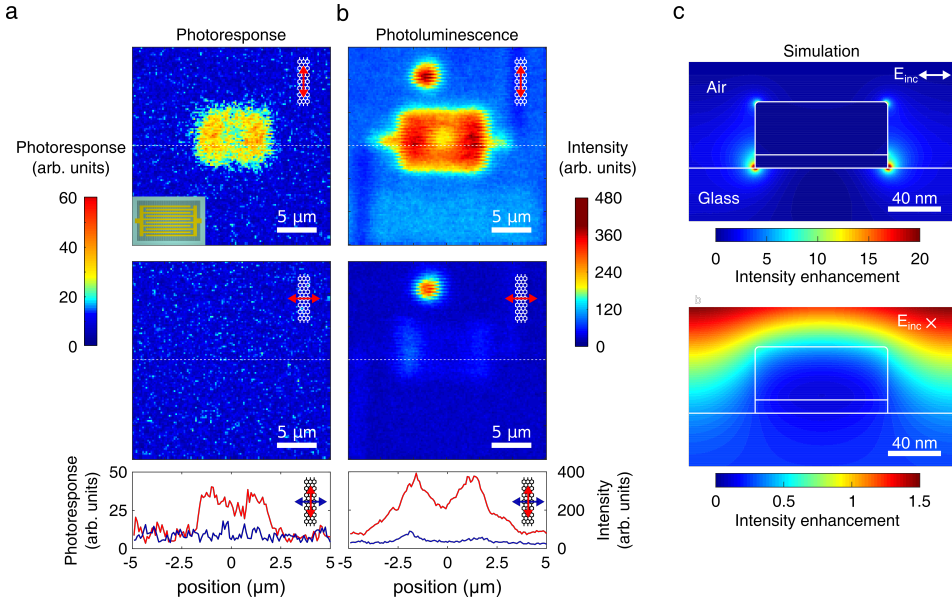 a
b
c
Photoresponse
Photoluminescence
Simulation
Photoresponse
(arb. units)
60
40
20
0
5 µm
5 µm
Intensity
(arb. units)
480
360
240
120
0
Air
Einc
Glass
40 nm
0 5 10 15 20
Intensity enhancement
5 µm
5 µm
b
Einc ×
40 nm
0 0.5 1 1.5
Intensity enhancement
Photoresponse
(arb. units)
50
25
0
-5 -2.5 0 2.5 5
position (µm)
-5 -2.5 0 2.5 5
position (µm)
400
200
0
Intensity
(arb. units)